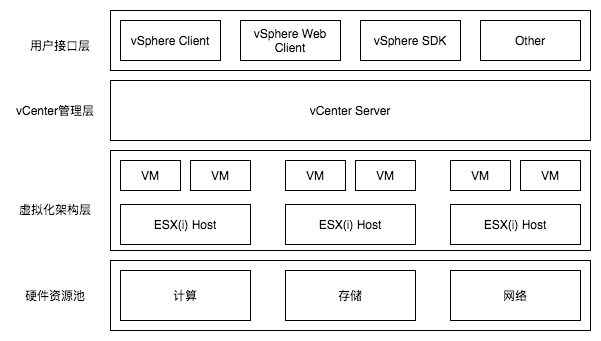 用户接口层
vSphere Client
vSphere Web
Client
vSphere SDK
Other
vCenter管理层
vCenter Server
虚拟化架构层
VM
VM
VM
VM
VM
VM
ESX(i) Host
ESX(i) Host
ESX(i) Host
硬件资源池
计算
存储
网络